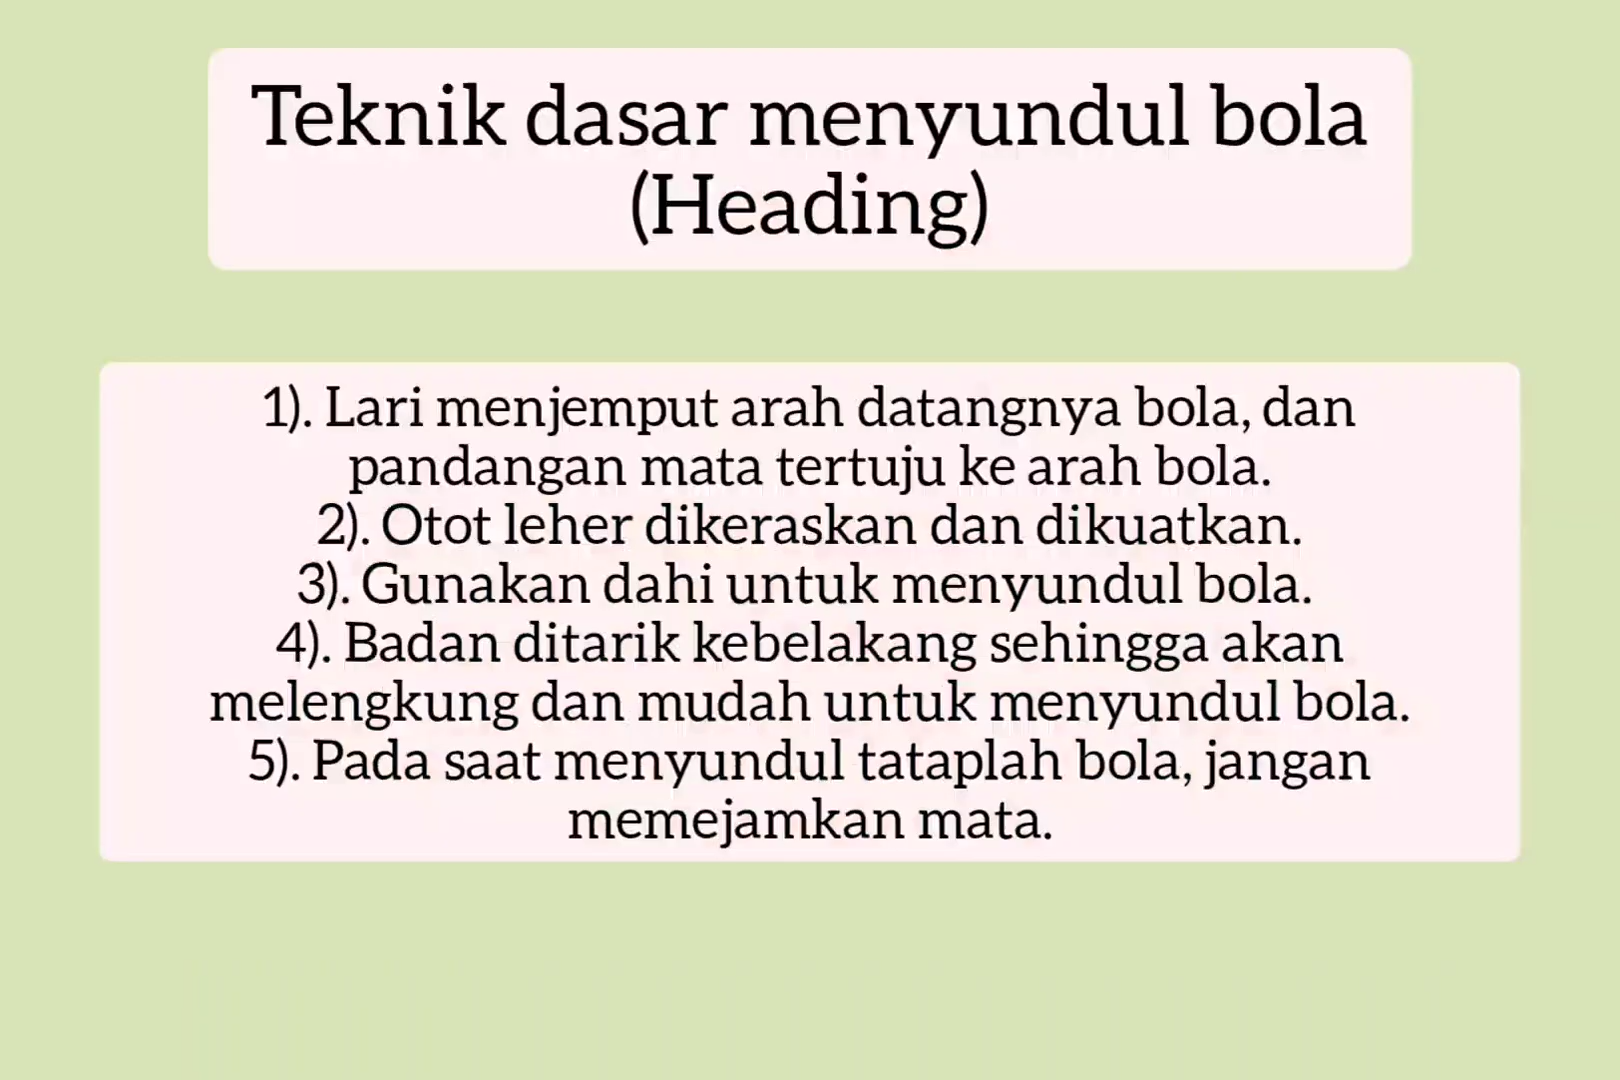 Teknik dasar menyundul bola
(Heading)
1). Lari menjemput arah datangnya bola, dan
pandangan mata tertuju ke arah bola.
2). Otot leher dikeraskan dan dikuatkan.
3). Gunakan dahi untuk menyundul bola.
4). Badan ditarik kebelakang sehingga akan
melengkung dan mudah untuk menyundul bola.
5). Pada saat menyundul tataplah bola, jangan
memejamkan mata.